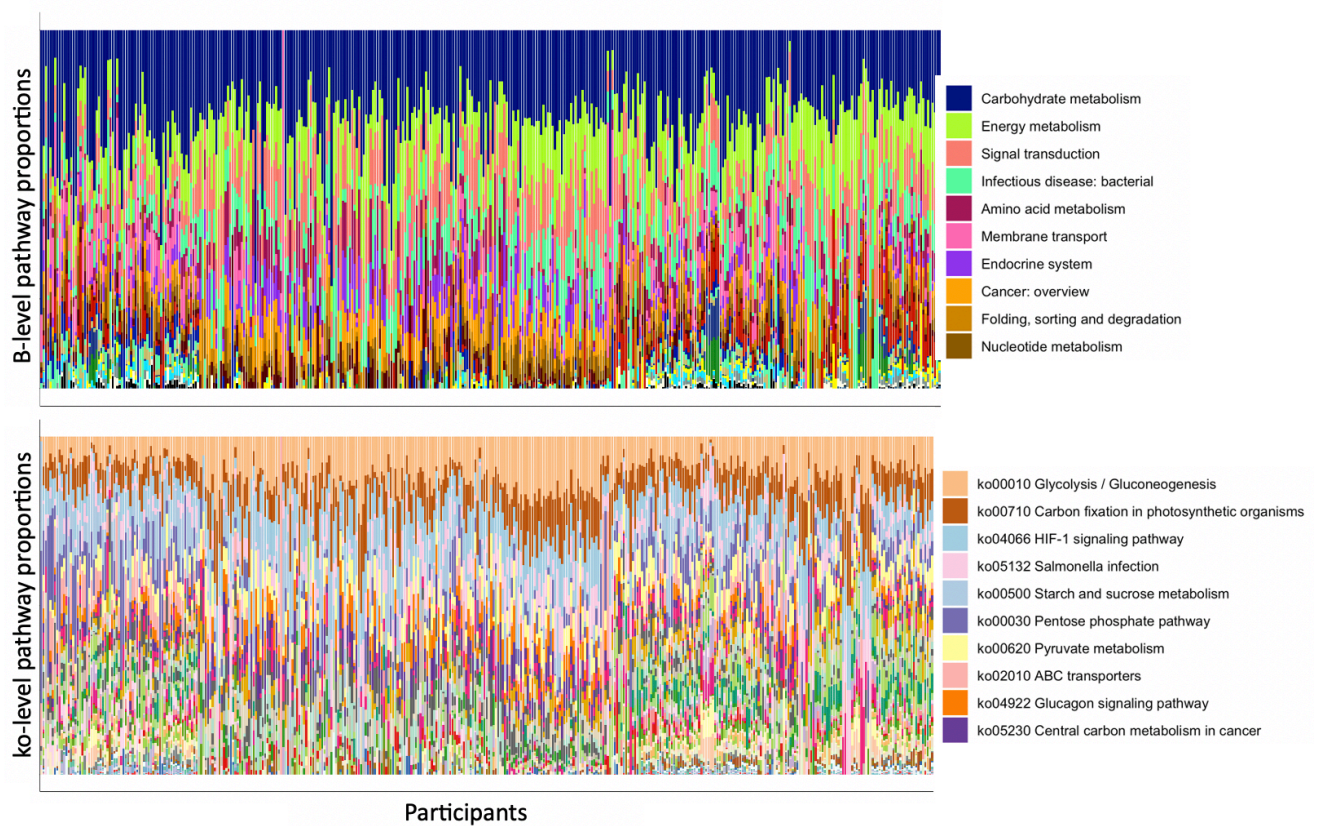 B-level pathway proportions
Carbohydrate metabolism
Energy metabolism
Signal transduction
Infectious disease: bacterial
Amino acid metabolism
Membrane transport
Endocrine system
Cancer: overview
Folding, sorting and degradation
Nucleotide metabolism
ko-level pathway proportions
ko00010 Glycolysis / Gluconeogenesis
ko00710 Carbon fixation in photosynthetic organisms
ko04066 HIF-1 signaling pathway
ko05132 Salmonella infection
ko00500 Starch and sucrose metabolism
ko00030 Pentose phosphate pathway
ko00620 Pyruvate metabolism
ko02010 ABC transporters
ko04922 Glucagon signaling pathway
ko05230 Central carbon metabolism in cancer
Participants